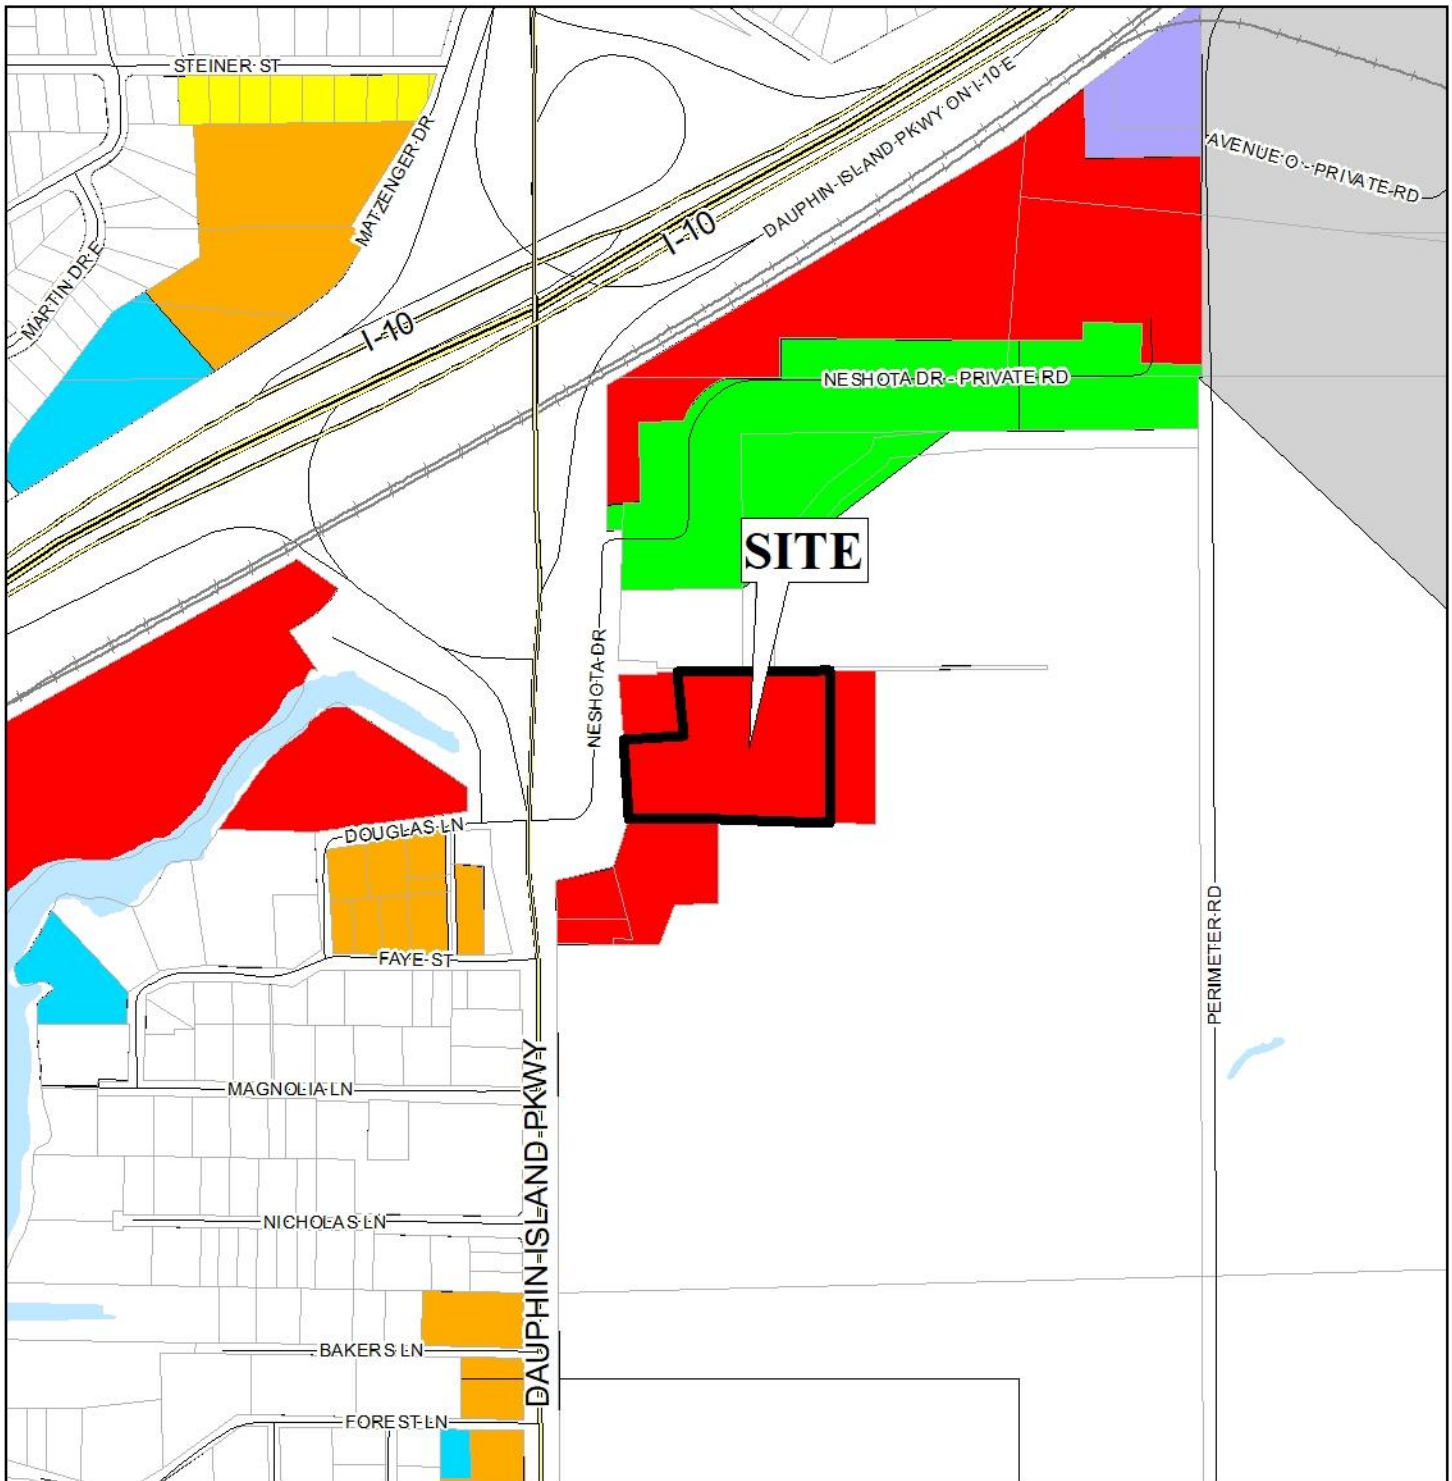 STEINER ST
MATZENGER DR
MARTIN DR E
I-10
I-10
DAUPHIN-ISLAND-PKWY ON I-10 E
AVENUE O - PRIVATE RD
NESHOTA DR - PRIVATE RD
SITE
NESHOTA DR
DOUGLAS LN
FAYE ST
PERIMETER RD
MAGNOLIA LN
DAUPHIN-ISLAND-PKWY
NICHOLAS LN
BAKERS LN
FOREST LN